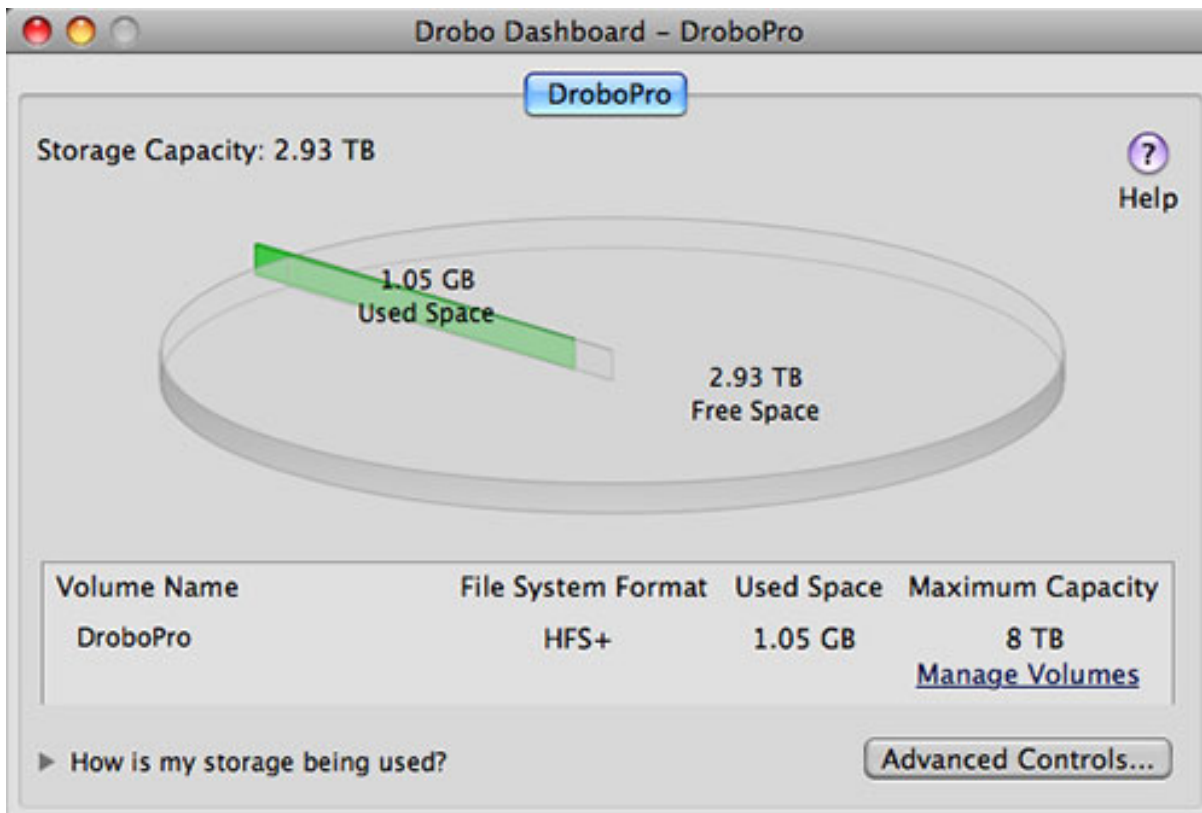 Drobo Dashboard – DroboPro
DroboPro
Storage Capacity: 2.93 TB
?
Help
1.05 GB
Used Space
2.93 TB
Free Space
Volume Name File System Format Used Space Maximum Capacity
DroboPro HFS+ 1.05 GB 8 TB
Manage Volumes
How is my storage being used?
Advanced Controls...